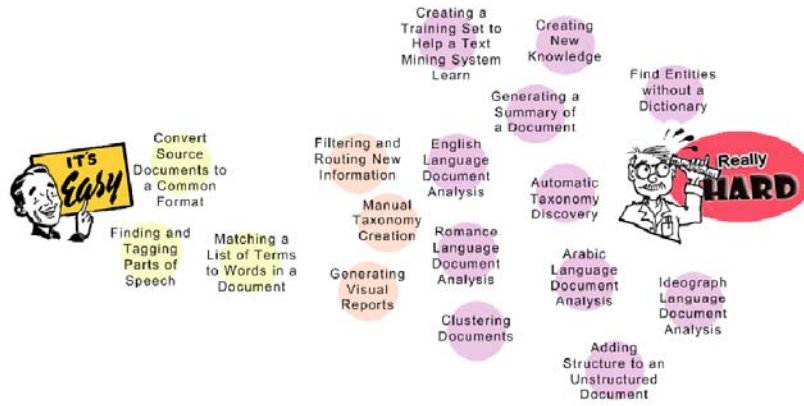 IT'S
Easy
Convert
Source
Documents to
a Common
Format
Finding and
Tagging
Parts of
Speech
Matching a
List of Terms
to Words in a
Document
Filtering and
Routing New
Information
Manual
Taxonomy
Creation
Generating
Visual
Reports
Creating a
Training Set to
Help a Text
Mining System
Learn
English
Language
Document
Analysis
Romance
Language
Document
Analysis
Clustering
Documents
Creating
New
Knowledge
Generating a
Summary of
a Document
Automatic
Taxonomy
Discovery
Arabic
Language
Document
Analysis
Adding
Structure to an
Unstructured
Document
Find Entities
without a
Dictionary
Really
HARD
Ideograph
Language
Document
Analysis